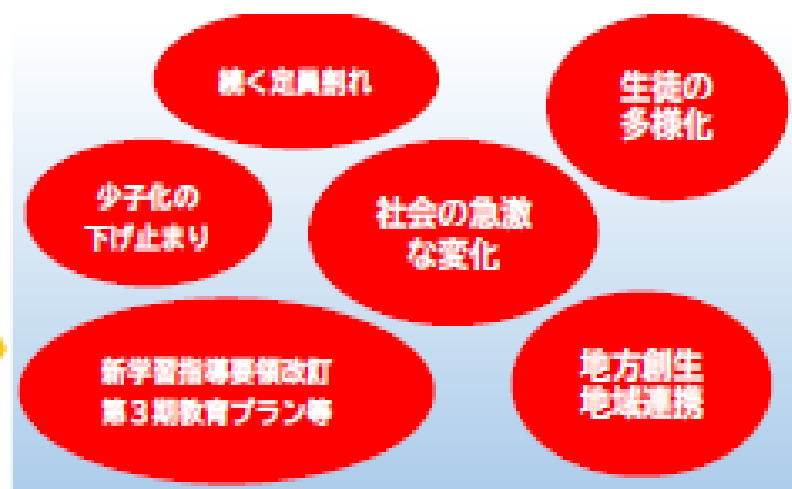 続く定員割れ
生徒の
多様化
少子化の
下げ止まり
社会の急激
な変化
新学習指導要領改訂
第３期教育プラン等
地方創生
地域連携